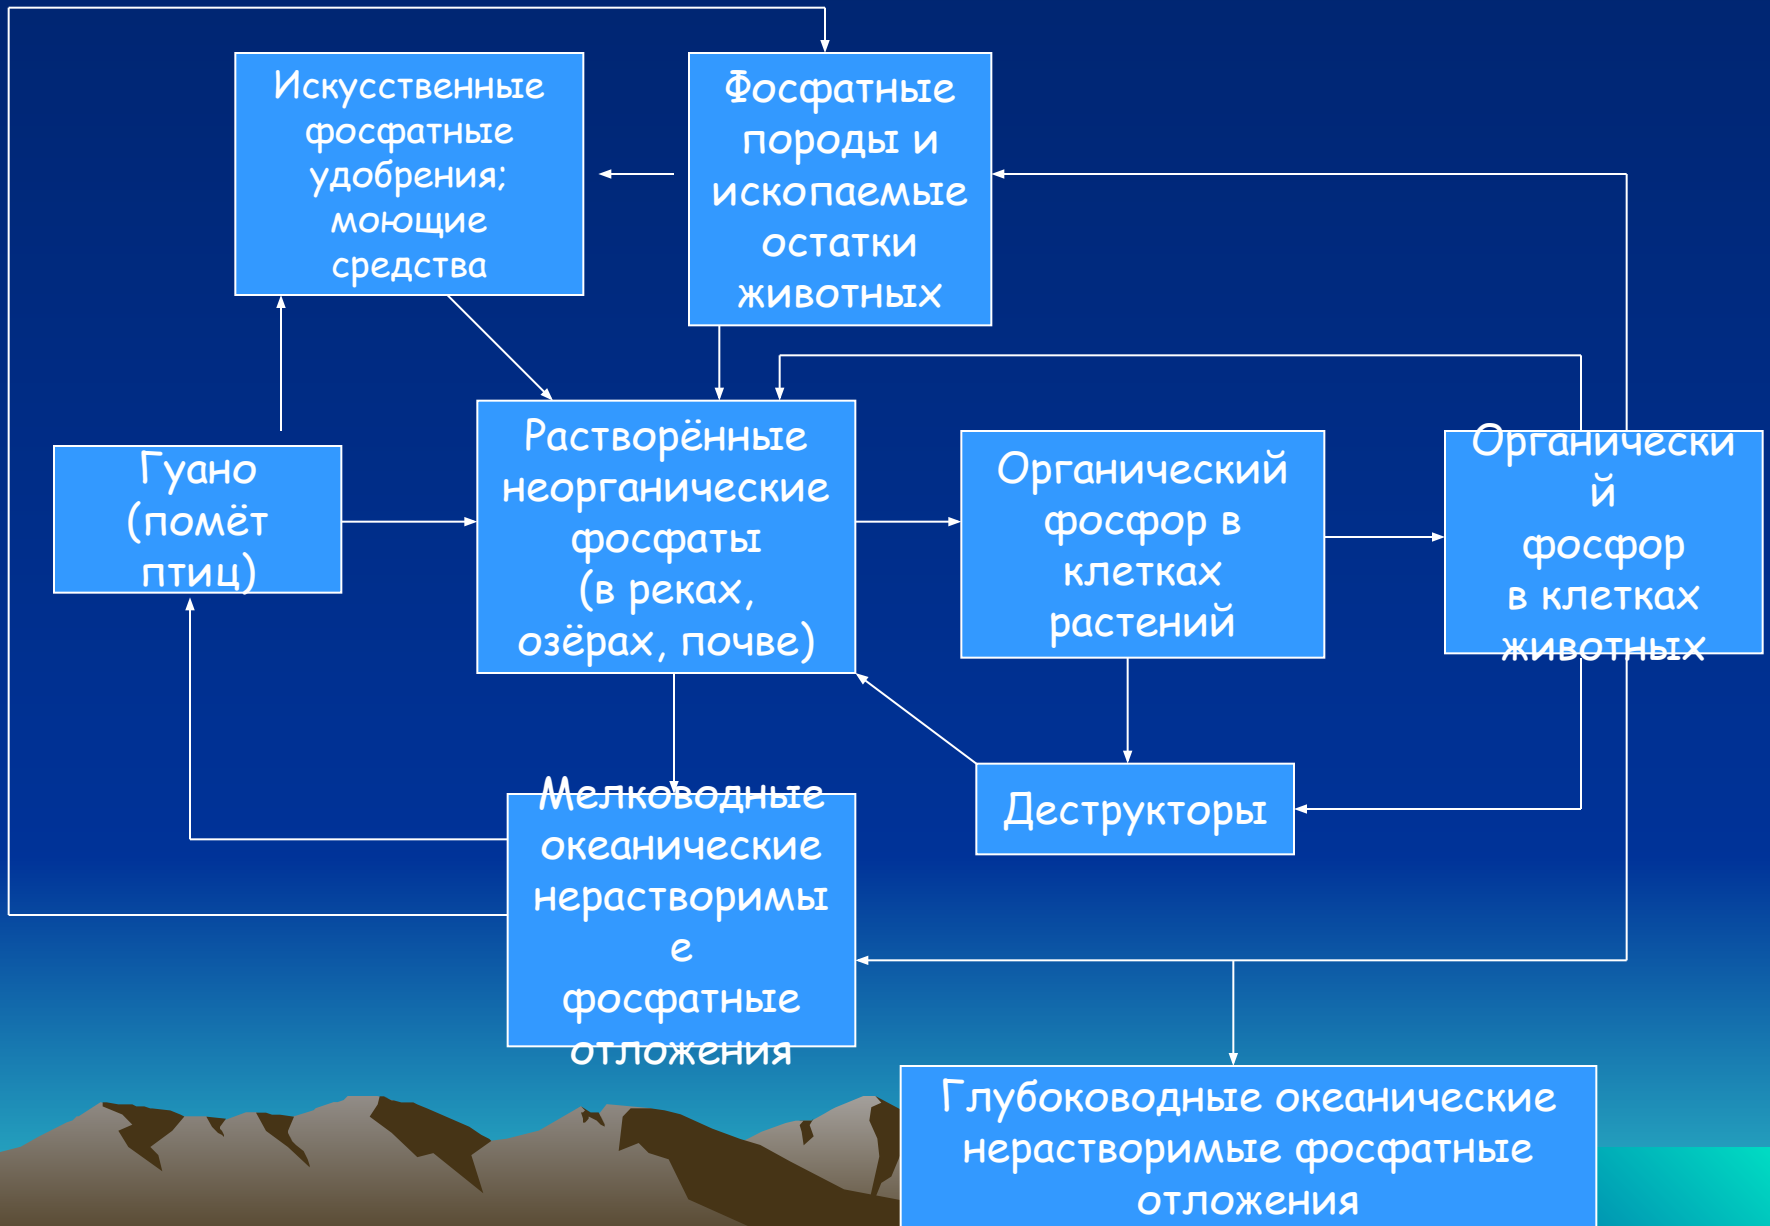 Искусственные
фосфатные
удобрения;
моющие
средства
Фосфатные
породы и
ископаемые
остатки
животных
Гуано
(помёт
птиц)
Растворённые
неорганические
фосфаты
(в реках,
озёрах, почве)
Органический
фосфор в
клетках
растений
Органически
й
фосфор
в клетках
животных
Деструкторы
Мелководные
океанические
нерастворимы
е
фосфатные
отложения
Глубоководные океанические
нерастворимые фосфатные
отложения